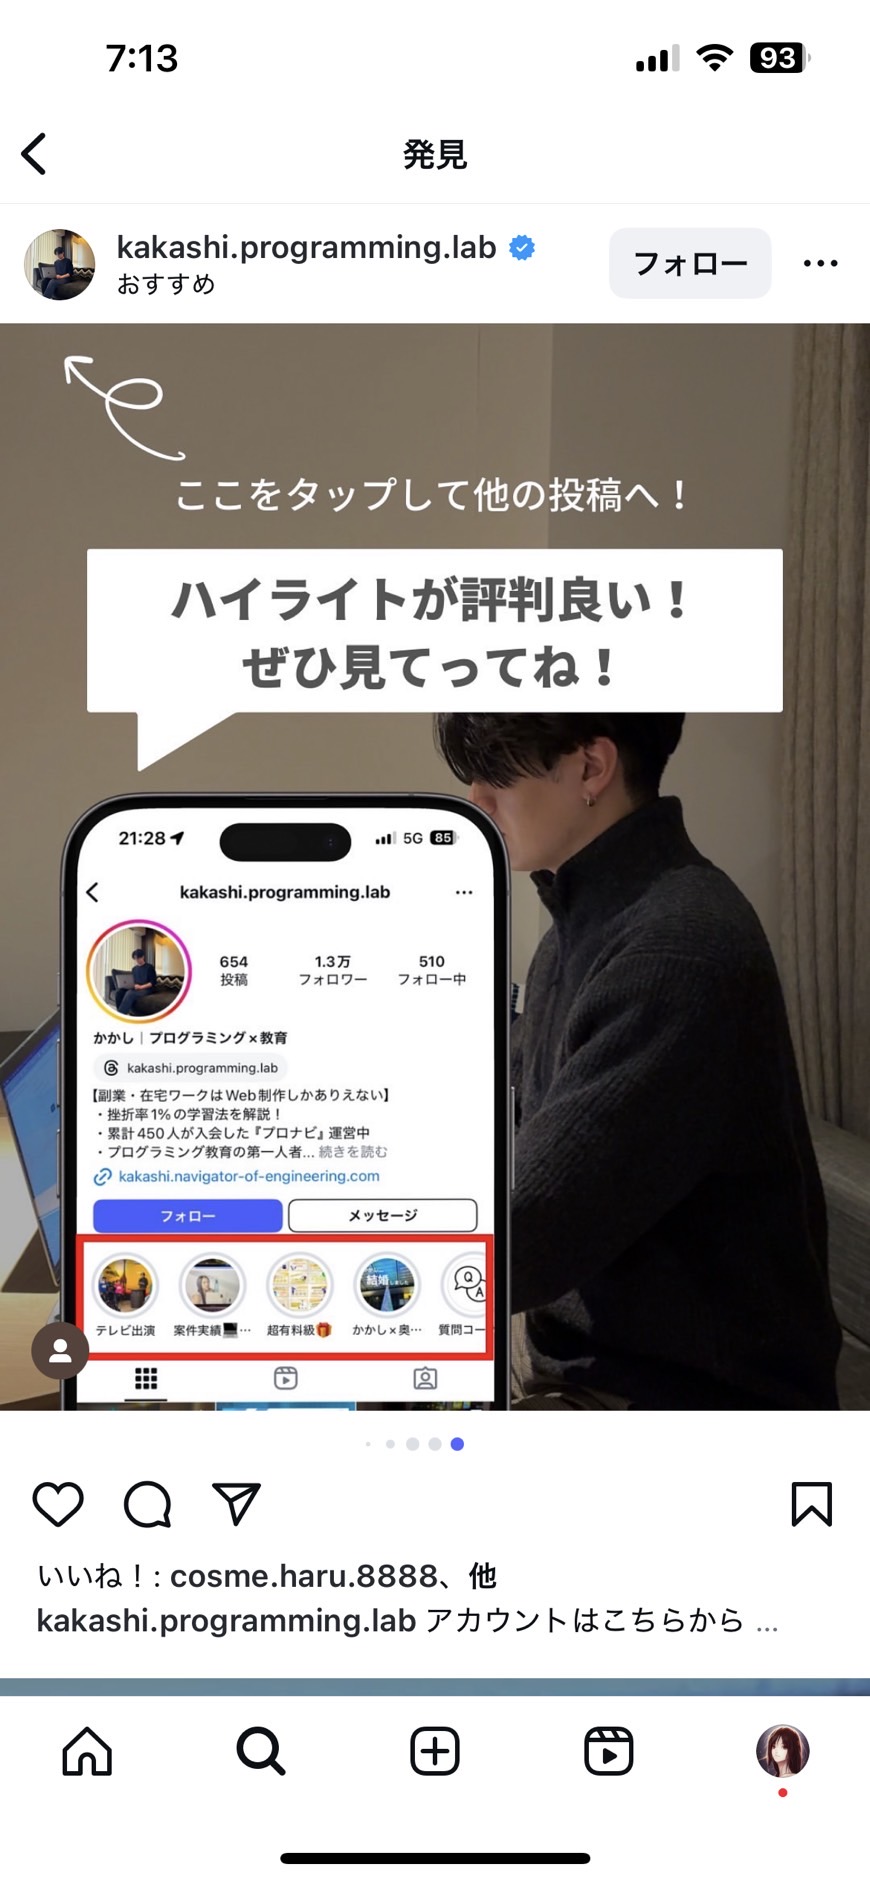 7:13
93
発見
kakashi.programming.lab
おすすめ
フォロー
ここをタップして他の投稿へ！
ハイライトが評判良い！
ぜひ見てってね！
21:28
5G 85
kakashi.programming.lab
654
投稿
1.3万
フォロワー
510
フォロー中
かかし｜プログラミング×教育
kakashi.programming.lab
【副業・在宅ワークはWeb制作しかありえない】
・挫折率1%の学習法を解説！
・累計450人が入会した『プロナビ』運営中
・プログラミング教育の第一人者... 続きを読む
kakashi.navigator-of-engineering.com
フォロー
メッセージ
結婚しました
Q
A
テレビ出演
案件実績💻…
超有料級🎁
かかし×奥…
質問コー
いいね！: cosme.haru.8888、他
kakashi.programming.lab アカウントはこちらから ...